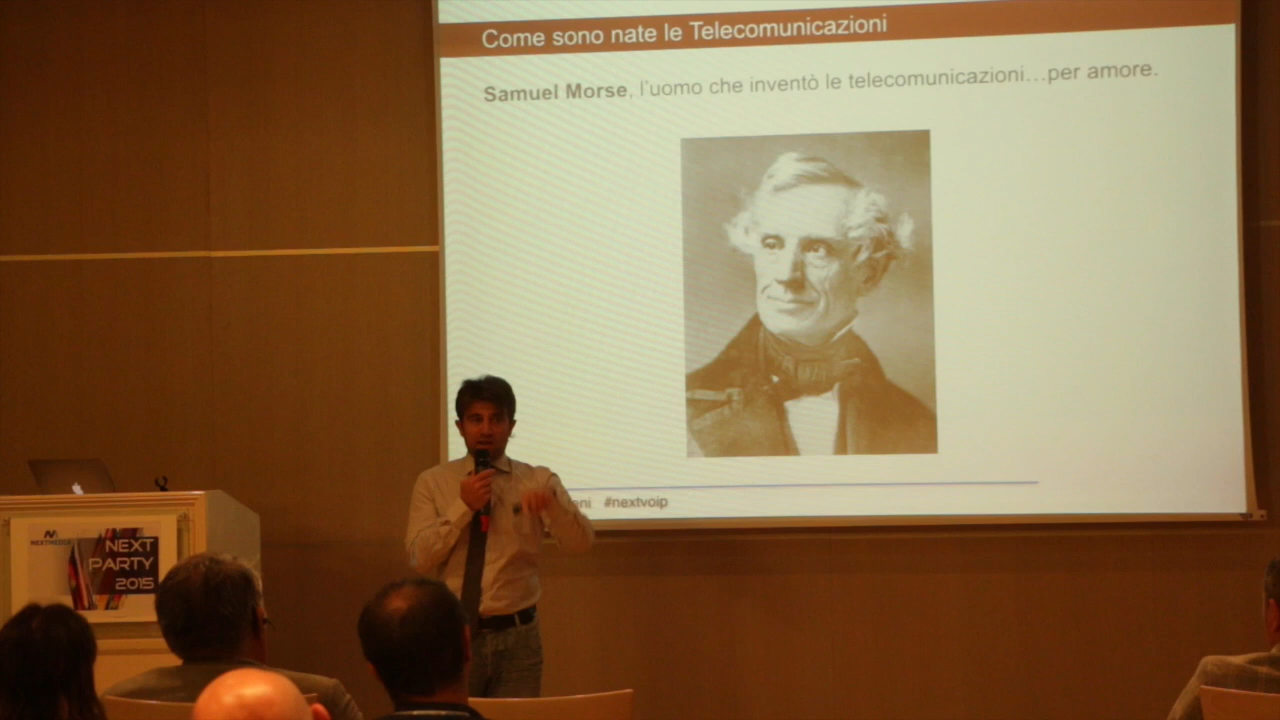 Come sono nate le Telecomunicazioni
Samuel Morse, l'uomo che inventò le telecomunicazioni...per amore.
#nextvoip
NEXT
PARTY
2015